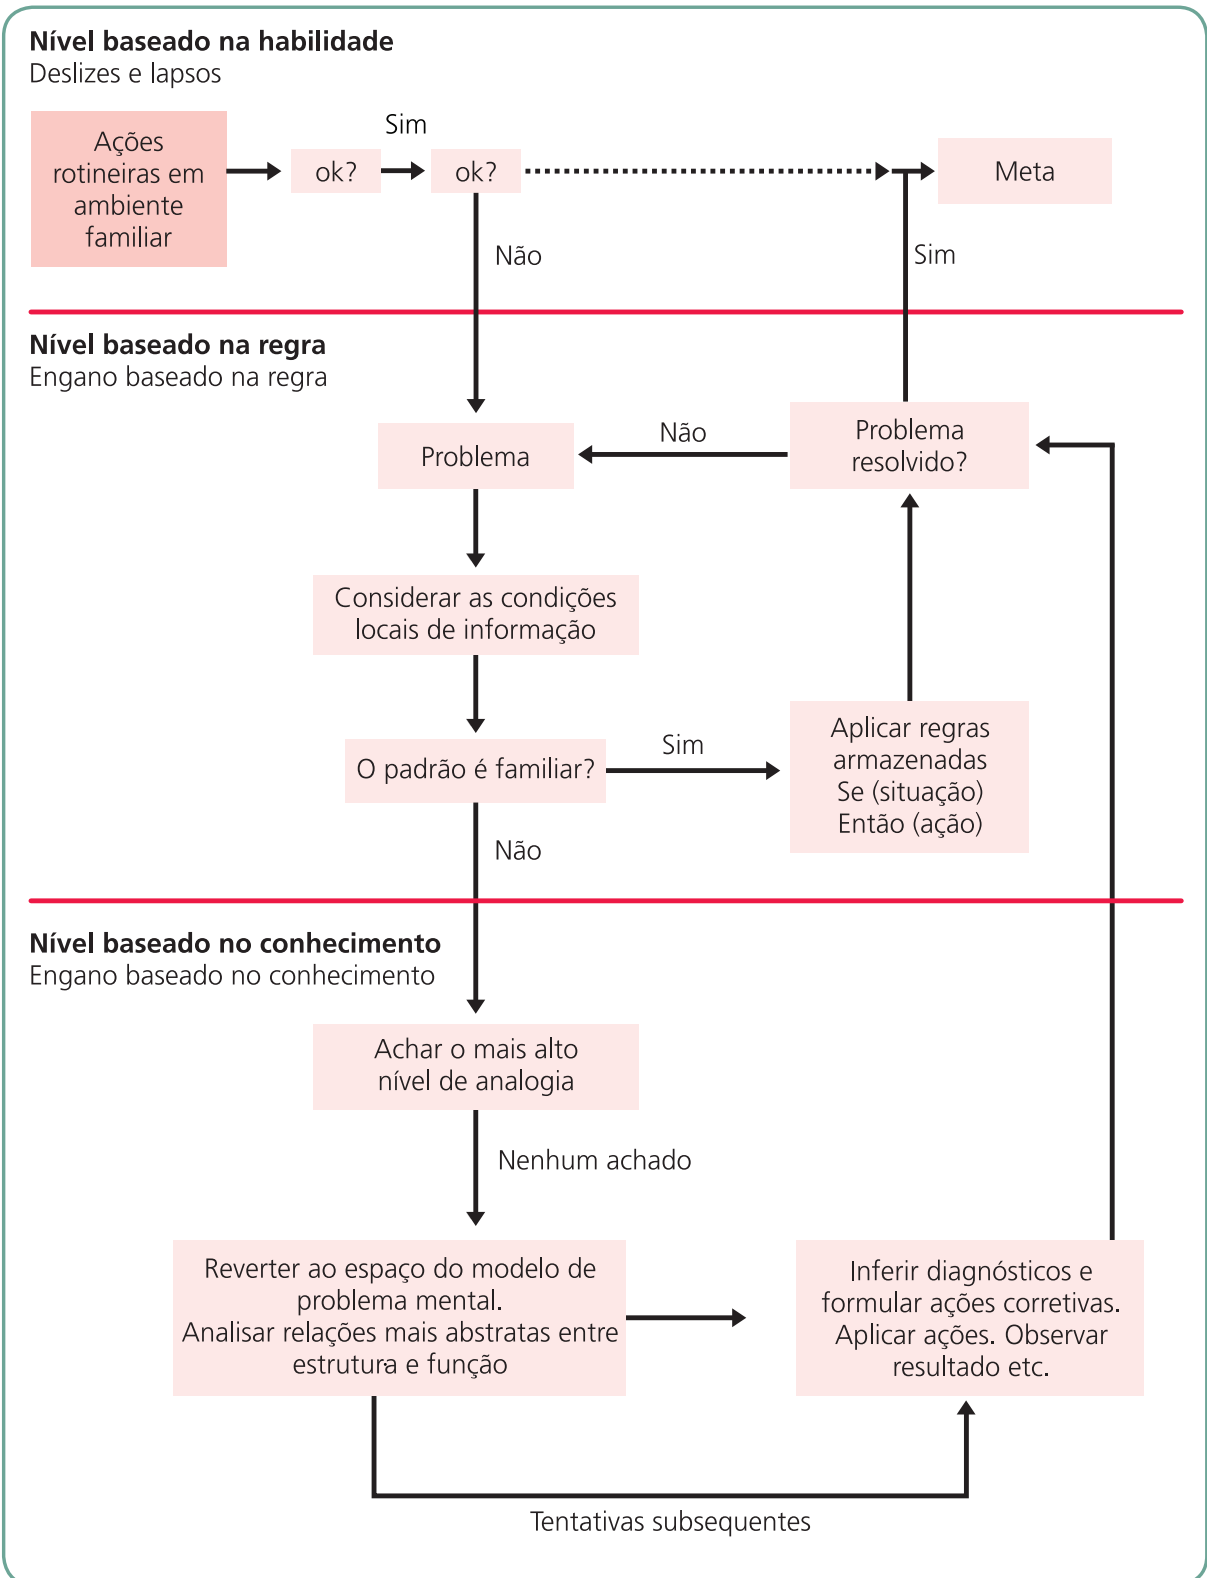 Nível baseado na habilidade
Deslizes e lapsos
Ações
rotineiras em
ambiente
familiar
ok?
Sim
ok?
Meta
Não
Sim
Nível baseado na regra
Engano baseado na regra
Problema
Não
Problema
resolvido?
Considerar as condições
locais de informação
O padrão é familiar?
Sim
Aplicar regras
armazenadas
Se (situação)
Então (ação)
Não
Nível baseado no conhecimento
Engano baseado no conhecimento
Achar o mais alto
nível de analogia
Nenhum achado
Reverter ao espaço do modelo de
problema mental.
Analisar relações mais abstratas entre
estrutura e função
Inferir diagnósticos e
formular ações corretivas.
Aplicar ações. Observar
resultado etc.
Tentativas subsequentes